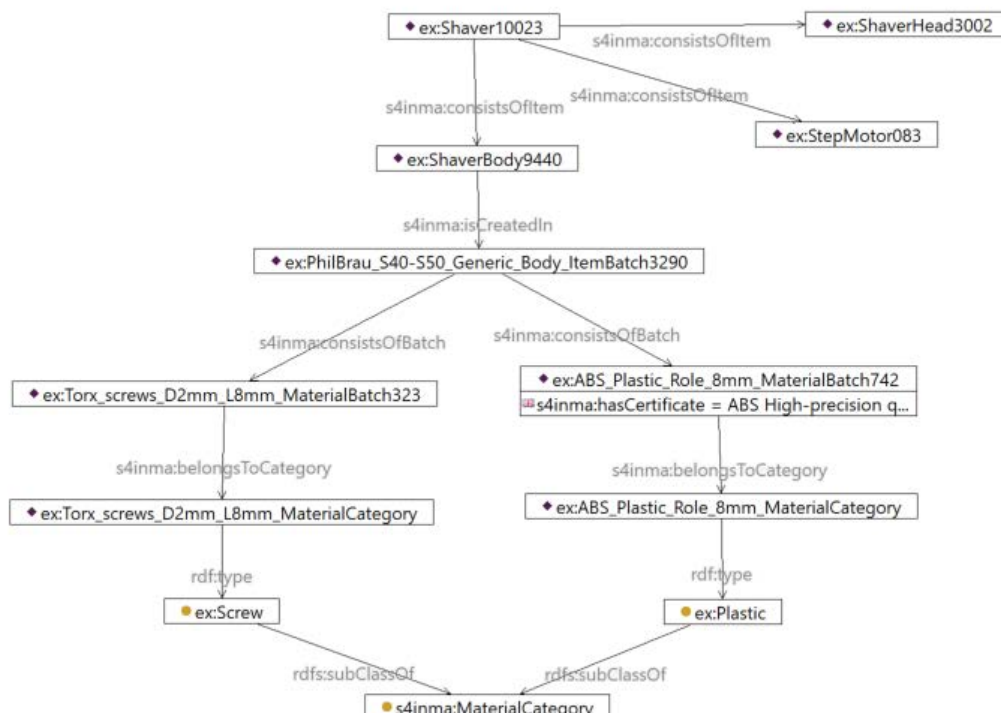 ex:Shaver10023
ex:ShaverHead3002
s4inma:consistsOfItem
s4inma:consistsOfItem
s4inma:consistsOfItem
ex:StepMotor083
ex:ShaverBody9440
s4inma:isCreatedIn
ex:PhilBrau_S40-S50_Generic_Body_ItemBatch3290
s4inma:consistsOfBatch
s4inma:consistsOfBatch
ex:Torx_screws_D2mm_L8mm_MaterialBatch323
ex:ABS_Plastic_Role_8mm_MaterialBatch742
s4inma:hasCertificate = ABS High-precision q...
s4inma:belongsToCategory
s4inma:belongsToCategory
ex:Torx_screws_D2mm_L8mm_MaterialCategory
ex:ABS_Plastic_Role_8mm_MaterialCategory
rdf:type
rdf:type
ex:Screw
ex:Plastic
rdfs:subClassOf
rdfs:subClassOf
s4inma:MaterialCategory